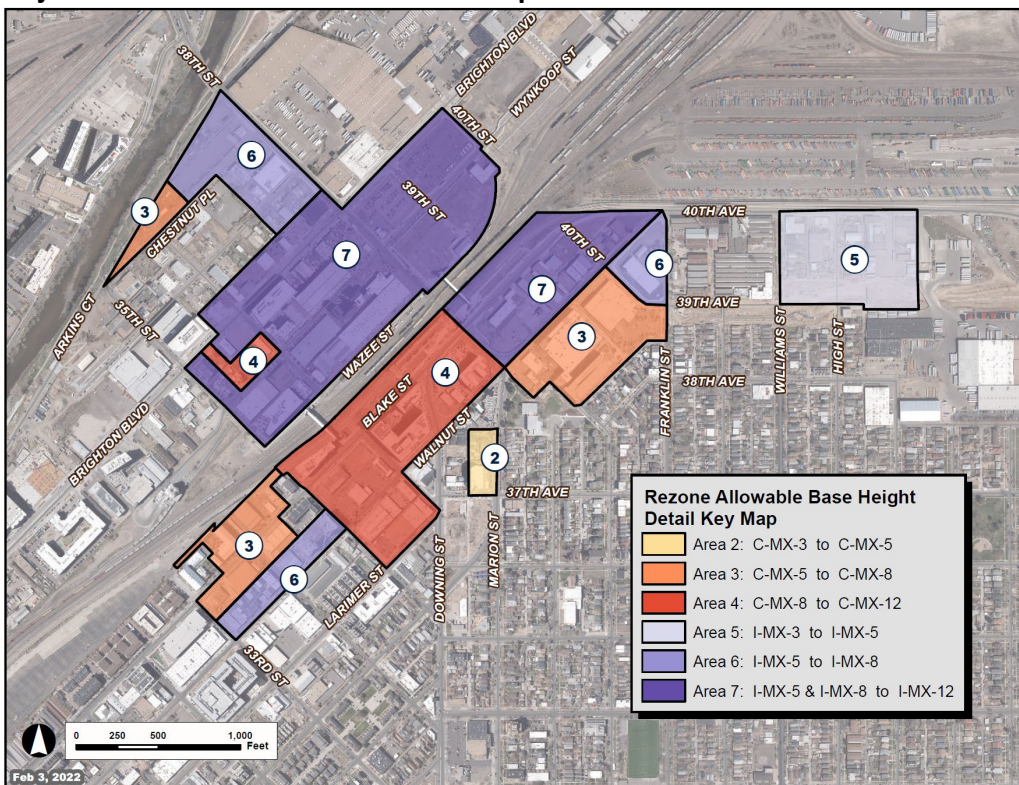 38TH ST
BRIGHTON BLVD
WYNKOOP ST
40TH ST
6
39TH ST
3
CHESTNUT PL
40TH AVE
40TH ST
7
6
5
ARKINS CT
35TH ST
7
39TH AVE
WAZEE ST
3
WILLIAMS ST
HIGH ST
4
4
FRANKLIN ST
38TH AVE
BLAKE ST
BRIGHTON BLVD
WALNUT ST
2
37TH AVE
3
6
LARIMER ST
DOWNING ST
MARION ST
33RD ST
Rezone Allowable Base Height
Detail Key Map
Area 2: C-MX-3 to C-MX-5
Area 3: C-MX-5 to C-MX-8
Area 4: C-MX-8 to C-MX-12
Area 5: I-MX-3 to I-MX-5
Area 6: I-MX-5 to I-MX-8
Area 7: I-MX-5 & I-MX-8 to I-MX-12
0 250 500 1,000
Feet
Feb 3, 2022